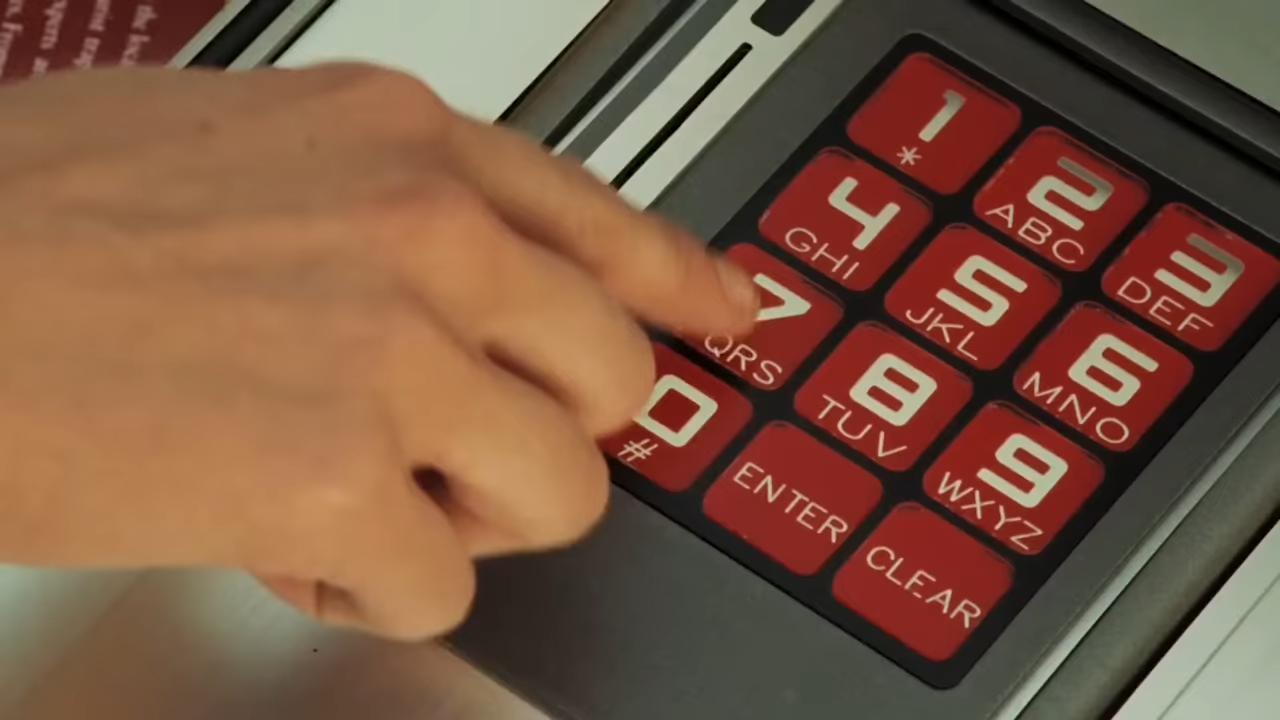 1
*
2
ABC
3
DEF
4
GHI
5
JKL
6
MNO
7
QRS
8
TUV
9
WXYZ
0
#
ENTER
CLEAR
the